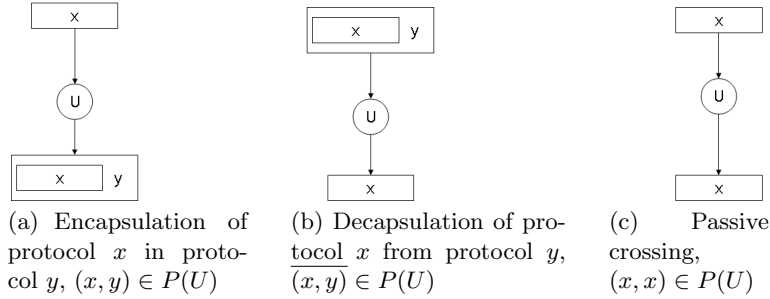 x
U
x y
(a) Encapsulation of
protocol x in proto-
col y, (x, y) ∈ P(U)
x y
U
x
(b) Decapsulation of pro-
tocol x from protocol y,
(x, y) ∈ P(U)
x
U
x
(c) Passive
crossing,
(x, x) ∈ P(U)